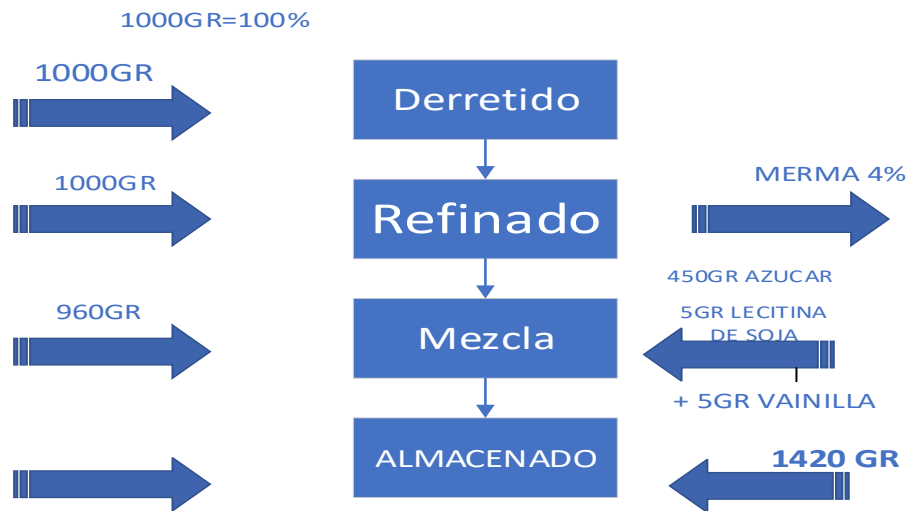 1000GR=100%
1000GR
Derretido
1000GR
Refinado
MERMA 4%
960GR
Mezcla
450GR AZUCAR
5GR LECITINA
DE SOJA
+ 5GR VAINILLA
ALMACENADO
1420 GR